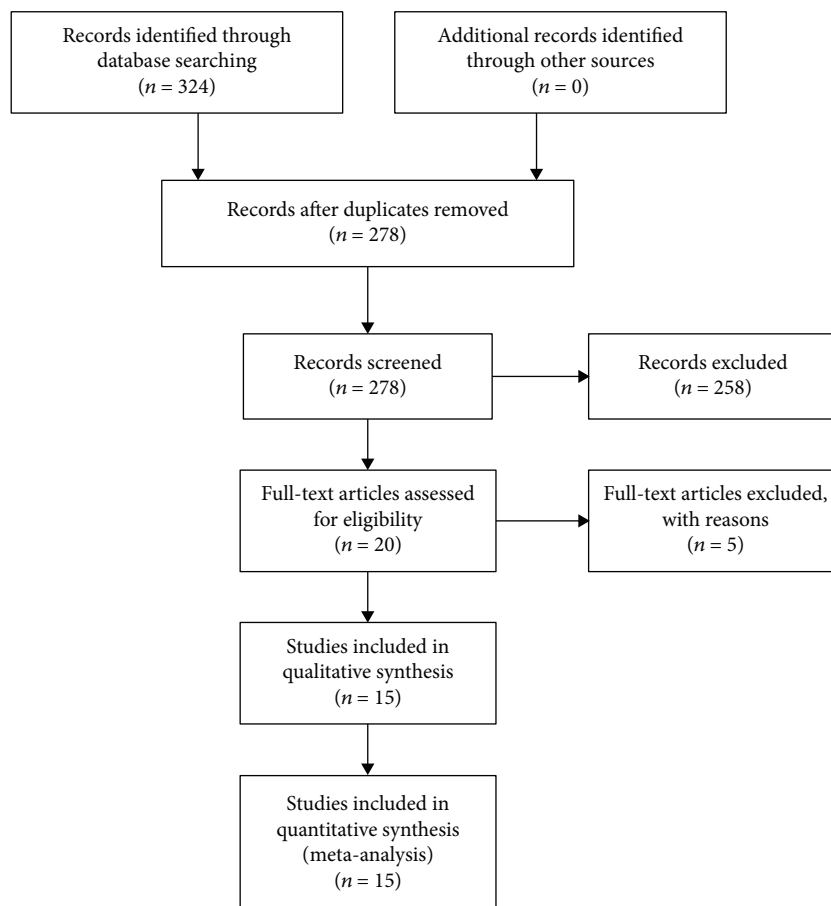 Records identified through
database searching
(n = 324)
Additional records identified
through other sources
(n = 0)
Records after duplicates removed
(n = 278)
Records screened
(n = 278)
Records excluded
(n = 258)
Full-text articles assessed
for eligibility
(n = 20)
Full-text articles excluded,
with reasons
(n = 5)
Studies included in
qualitative synthesis
(n = 15)
Studies included in
quantitative synthesis
(meta-analysis)
(n = 15)